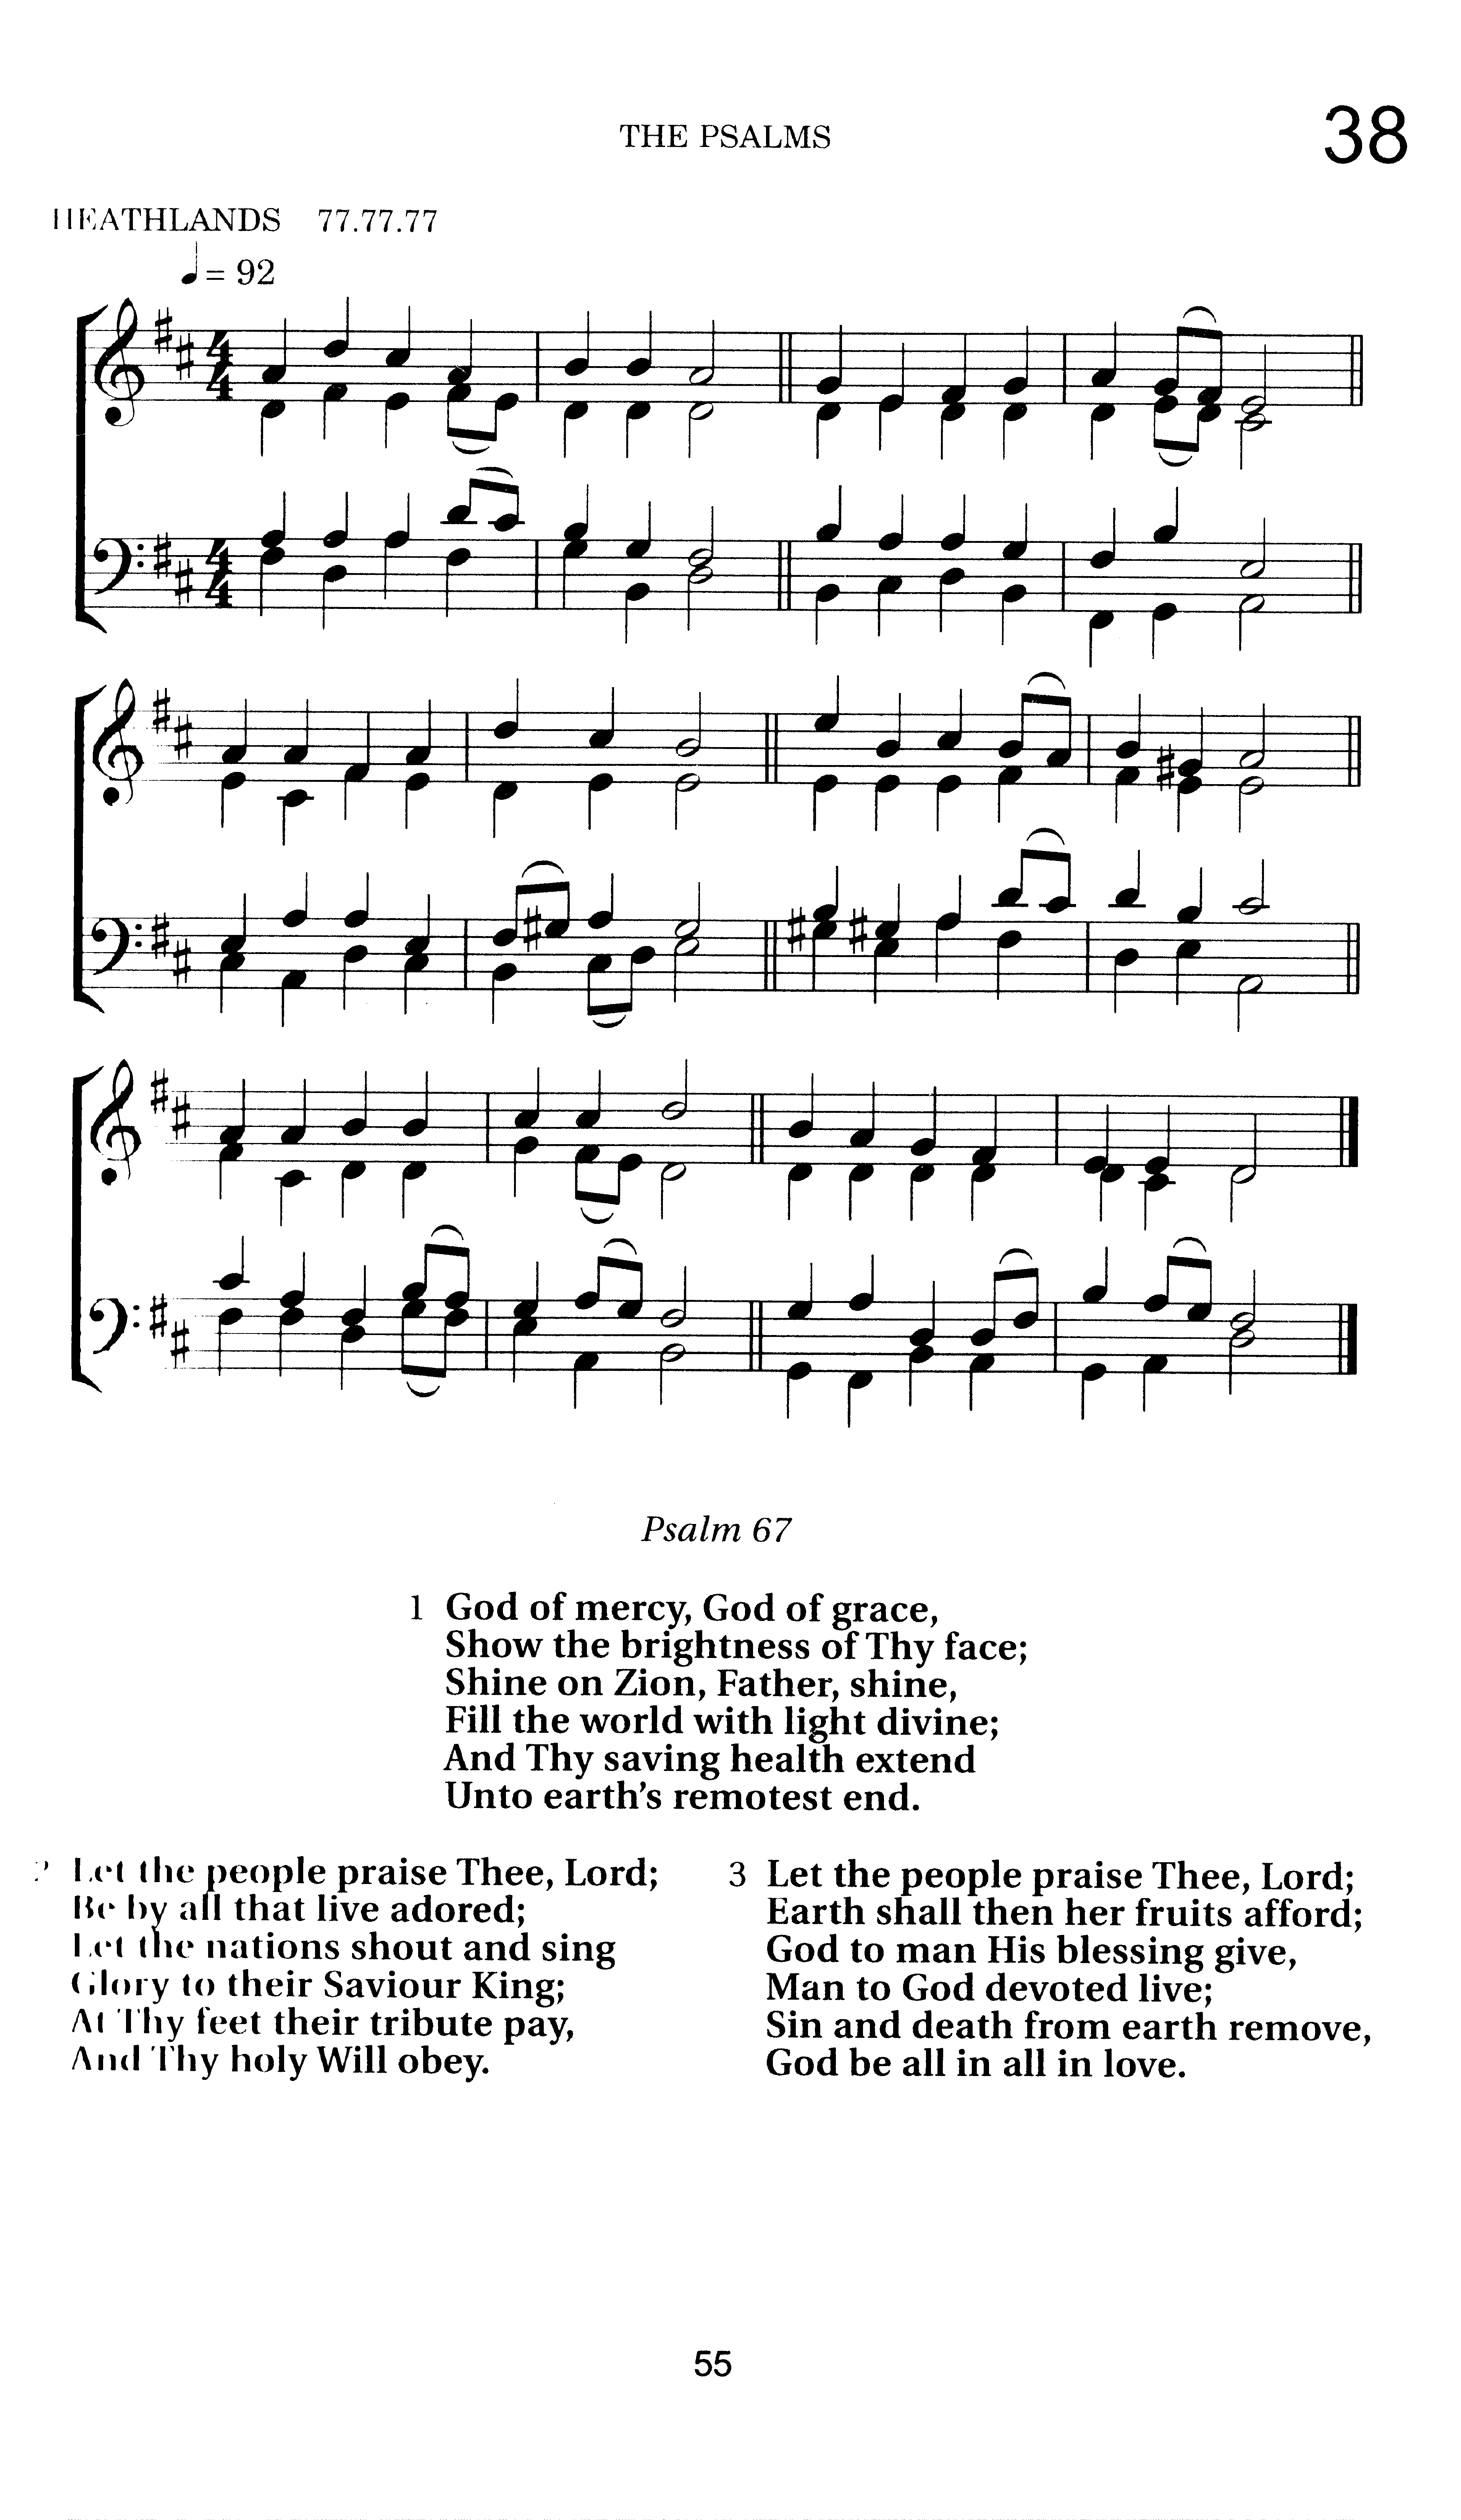 THE PSALMS
38
HEATHLANDS 77.77.77
♩ = 92
Psalm 67
1 God of mercy, God of grace,
Show the brightness of Thy face;
Shine on Zion, Father, shine,
Fill the world with light divine;
And Thy saving health extend
Unto earth's remotest end.
2 Let the people praise Thee, Lord;
Be by all that live adored;
Let the nations shout and sing
Glory to their Saviour King;
At Thy feet their tribute pay,
And Thy holy Will obey.
3 Let the people praise Thee, Lord;
Earth shall then her fruits afford;
God to man His blessing give,
Man to God devoted live;
Sin and death from earth remove,
God be all in all in love.
55